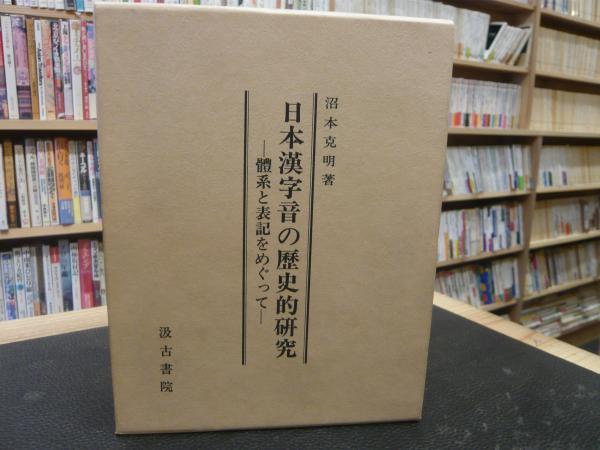 沼本克明著
日本漢字音の歷史的研究
―體系と表記をめぐって―
汲古書院